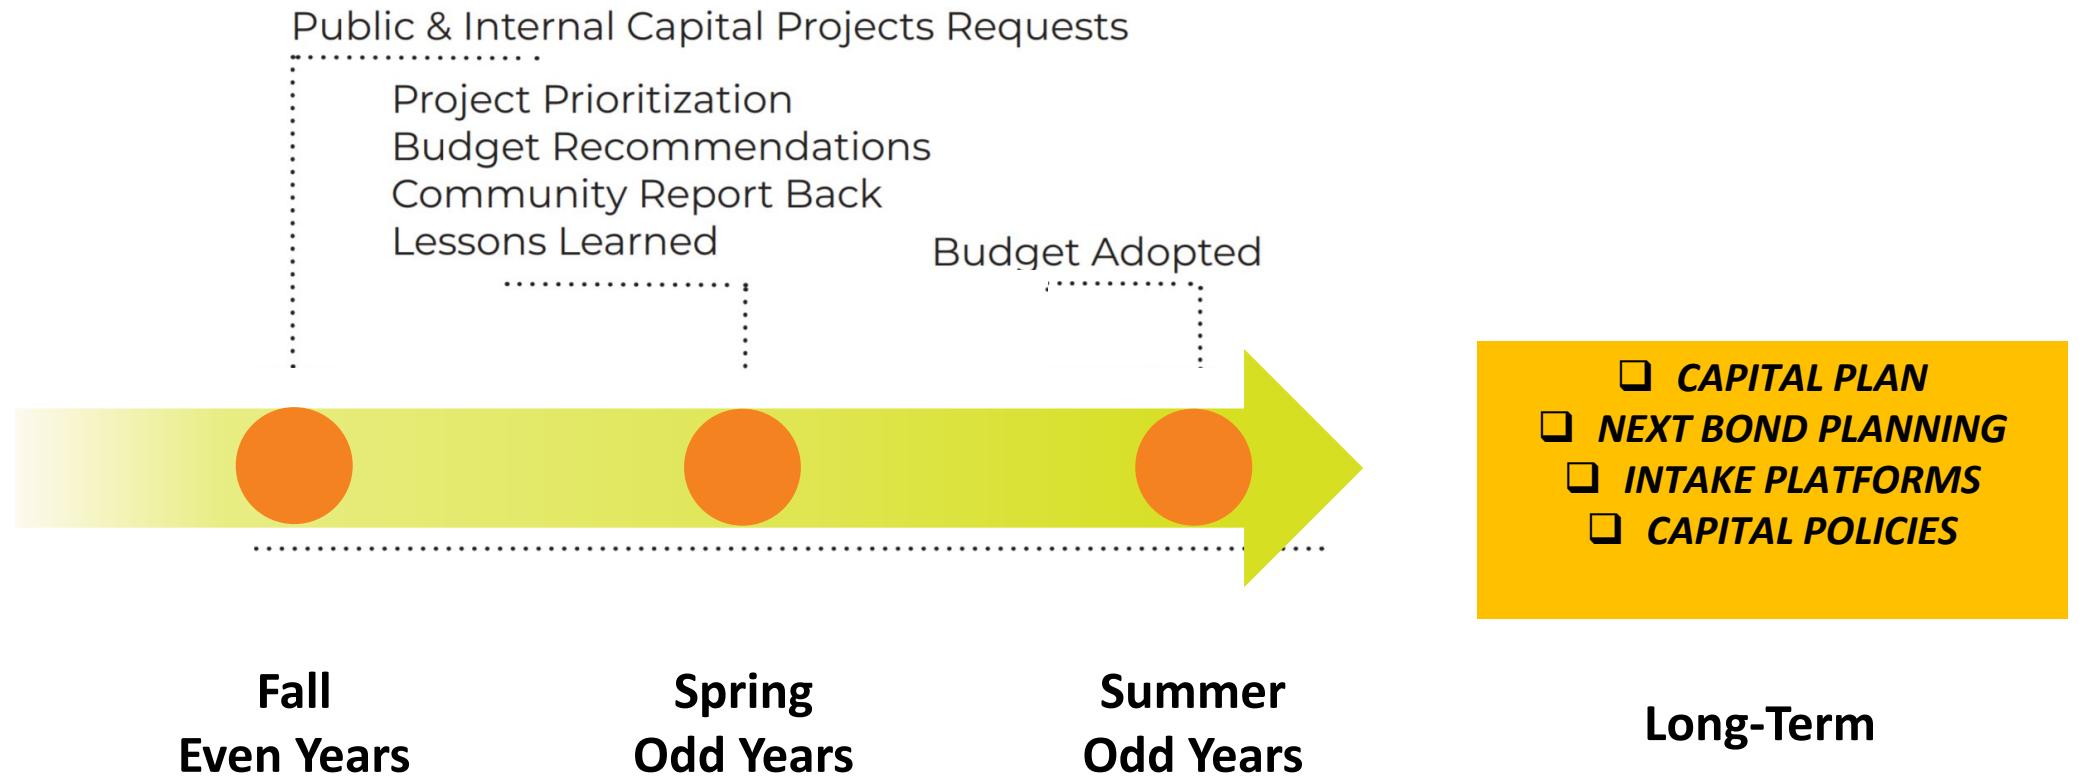 Public & Internal Capital Projects Requests
Project Prioritization
Budget Recommendations
Community Report Back
Lessons Learned
Budget Adopted
CAPITAL PLAN
NEXT BOND PLANNING
INTAKE PLATFORMS
CAPITAL POLICIES
Fall
Even Years
Spring
Odd Years
Summer
Odd Years
Long-Term